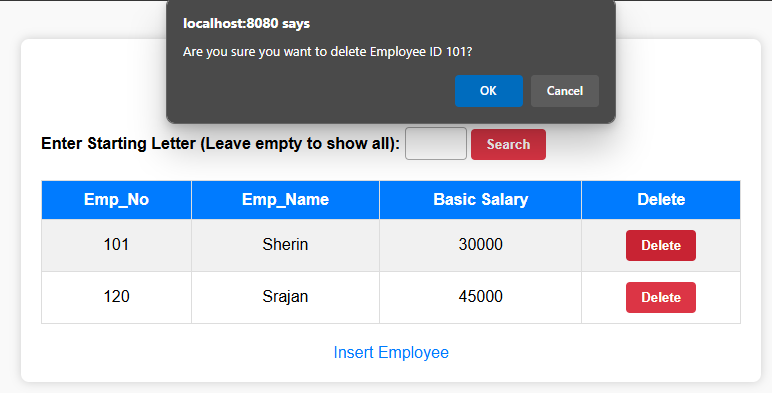 localhost:8080 says
Are you sure you want to delete Employee ID 101?
OK Cancel
Enter Starting Letter (Leave empty to show all): Search
Emp_No Emp_Name Basic Salary Delete
101 Sherin 30000 Delete
120 Srajan 45000 Delete
Insert Employee